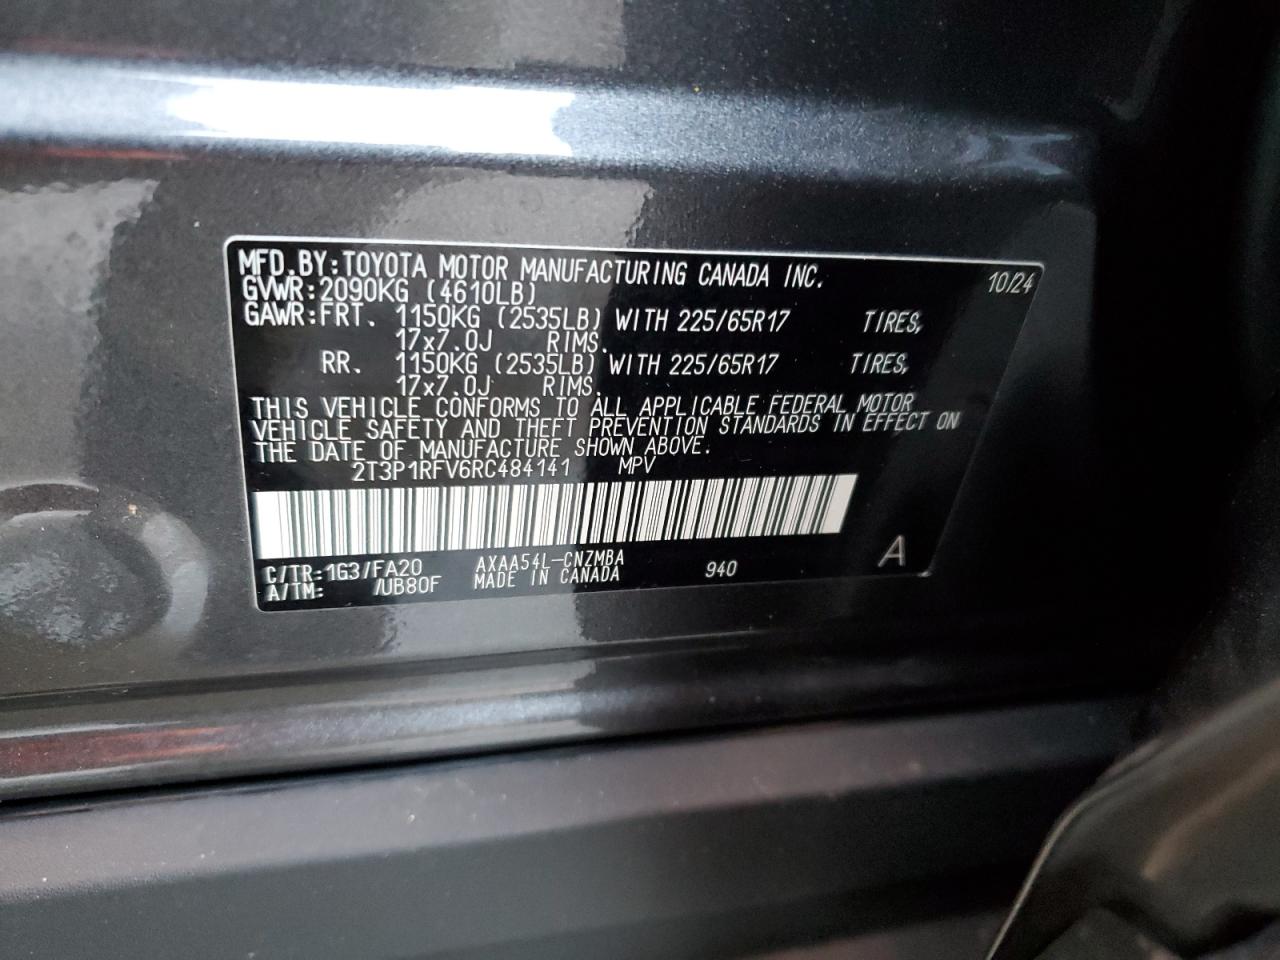 MFD.BY:TOYOTA MOTOR MANUFACTURING CANADA INC. 10/24
GVWR:2090KG (4610LB)
GAWR:FRT. 1150KG (2535LB) WITH 225/65R17 TIRES,
17x7.0J RIMS.
RR. 1150KG (2535LB) WITH 225/65R17 TIRES,
17x7.0J RIMS.
THIS VEHICLE CONFORMS TO ALL APPLICABLE FEDERAL MOTOR
VEHICLE SAFETY AND THEFT PREVENTION STANDARDS IN EFFECT ON
THE DATE OF MANUFACTURE SHOWN ABOVE.
2T3P1RFV6RC484141 MPV
C/TR:1G3/FA20 AXAA54L-CNZMBA 940 A
A/TM: /UB80F MADE IN CANADA